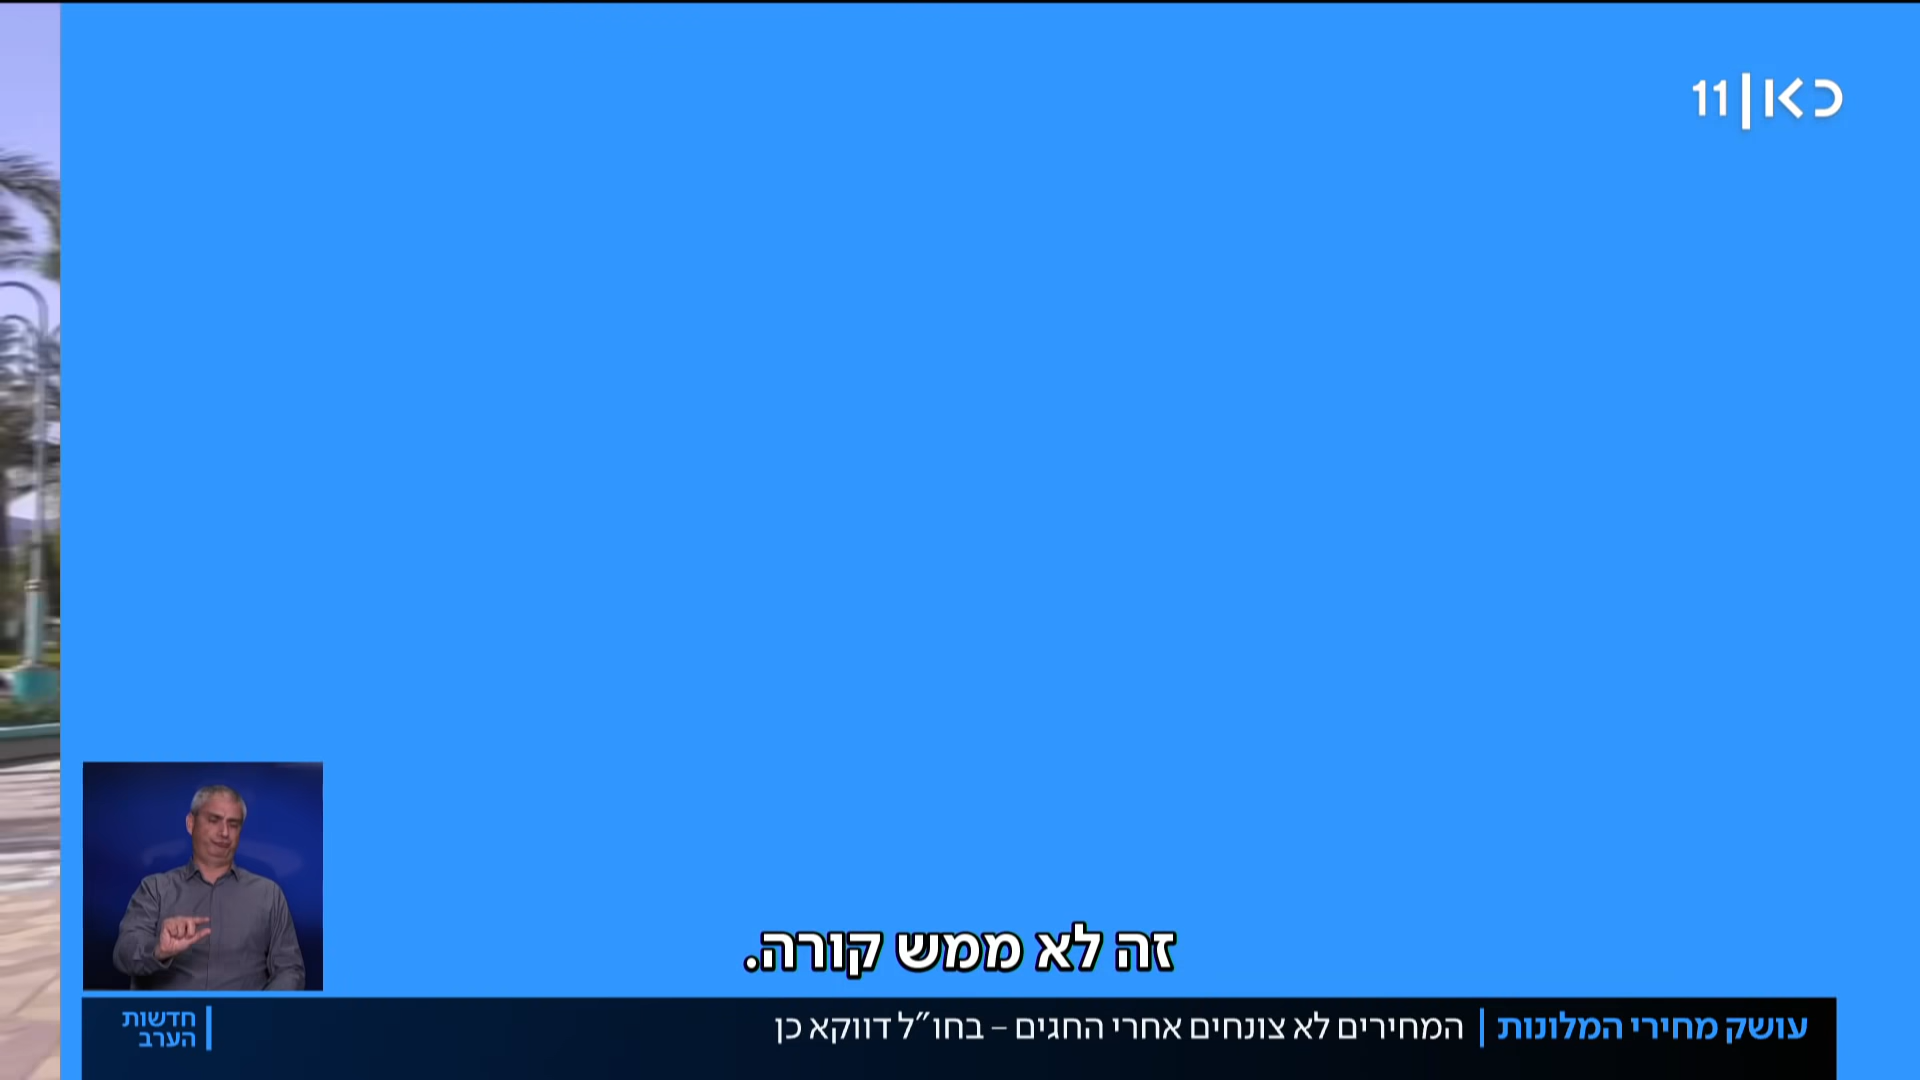 כאן|11
זה לא ממש קורה.
עושק מחירי המלונות | המחירים לא צונחים אחרי החגים – בחו״ל דווקא כן
חדשות
הערב